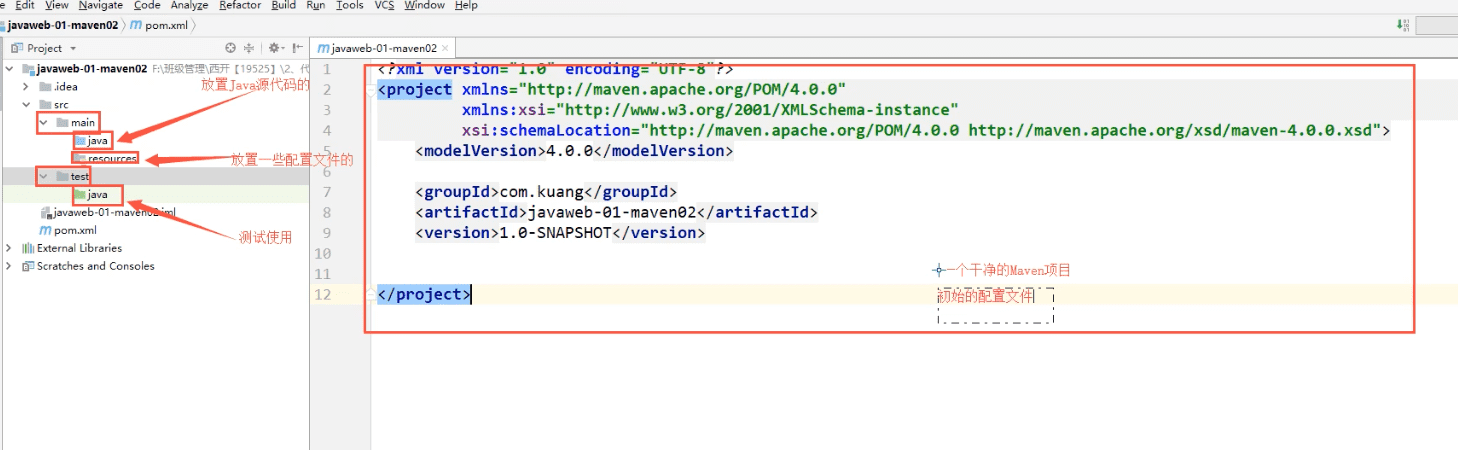 Edit View Navigate Code Analyze Refactor Build Run Tools VCS Window Help
javaweb-01-maven02 pom.xml
Project
javaweb-01-maven02
javaweb-01-maven02 F:\班级管理\西开【19525】\2、代
.idea
放置Java源代码的
src
main
java
resources
放置一些配置文件的
test
java
javaweb-01-maven02.iml
pom.xml
测试使用
External Libraries
Scratches and Consoles
1 <?xml version="1.0" encoding="UTF-8"?>
2 <project xmlns="http://maven.apache.org/POM/4.0.0"
3 xmlns:xsi="http://www.w3.org/2001/XMLSchema-instance"
4 xsi:schemaLocation="http://maven.apache.org/POM/4.0.0 http://maven.apache.org/xsd/maven-4.0.0.xsd">
5 <modelVersion>4.0.0</modelVersion>
6
7 <groupId>com.kuang</groupId>
8 <artifactId>javaweb-01-maven02</artifactId>
9 <version>1.0-SNAPSHOT</version>
10
11
一个干净的Maven项目
12 </project>
初始的配置文件